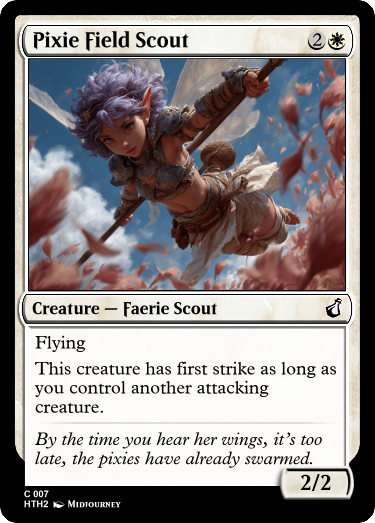 Pixie Field Scout 2
Creature — Faerie Scout
Flying
This creature has first strike as long as
you control another attacking
creature.
By the time you hear her wings, it's too
late, the pixies have already swarmed.
2/2
C 007
HTH2 Midjourney